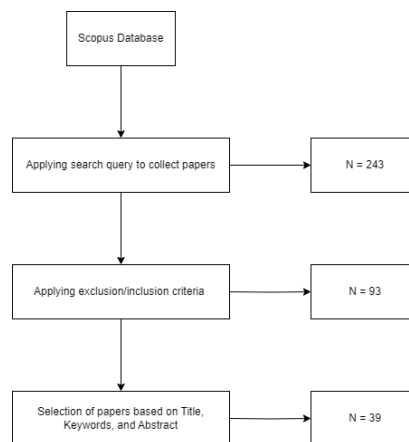 Scopus Database
Applying search query to collect papers
N = 243
Applying exclusion/inclusion criteria
N = 93
Selection of papers based on Title,
Keywords, and Abstract
N = 39